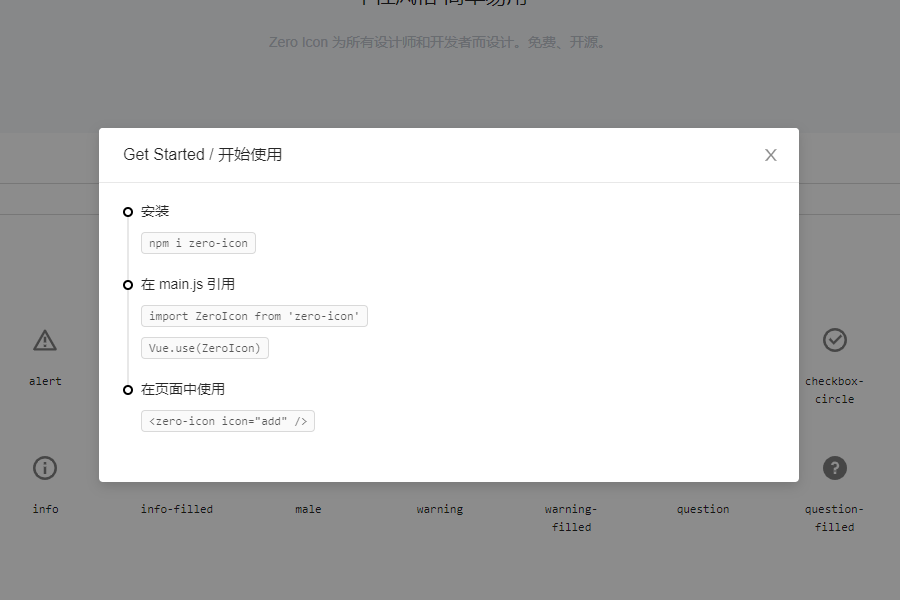 Zero Icon 为所有设计师和开发者而设计。免费、开源。
Get Started / 开始使用
安装
npm i zero-icon
在 main.js 引用
import ZeroIcon from 'zero-icon'
Vue.use(ZeroIcon)
在页面中使用
<zero-icon icon="add" />
alert
checkbox-
circle
info
info-filled
male
warning
warning-
filled
question
question-
filled